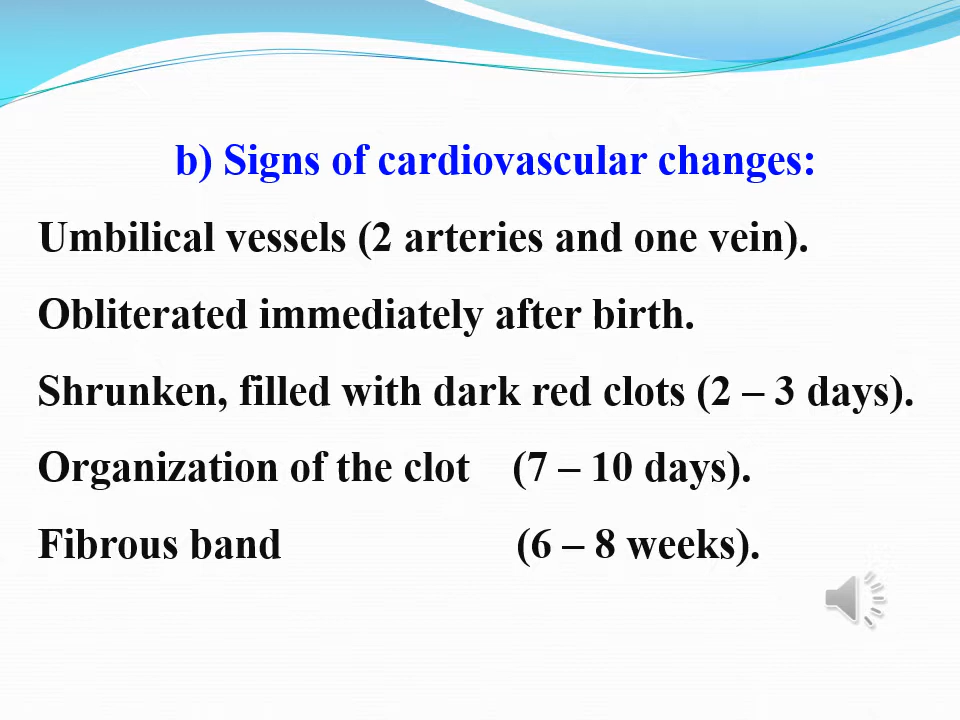 b) Signs of cardiovascular changes:
Umbilical vessels (2 arteries and one vein).
Obliterated immediately after birth.
Shrunken, filled with dark red clots (2 – 3 days).
Organization of the clot (7 – 10 days).
Fibrous band (6 – 8 weeks).